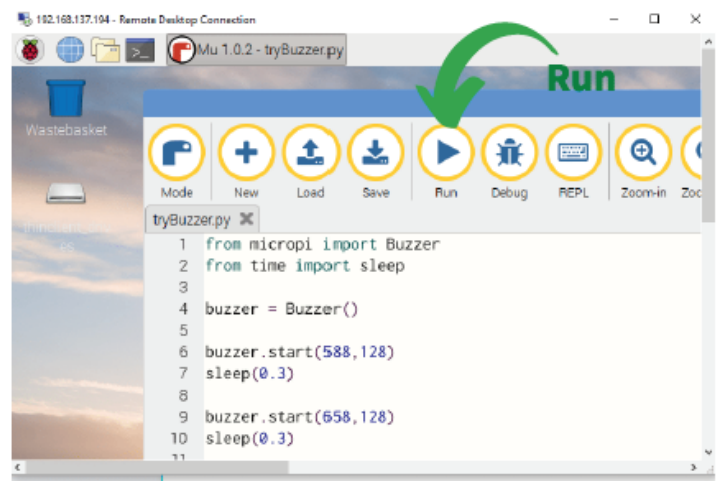 192.168.137.194 - Remote Desktop Connection
Mu 1.0.2 - tryBuzzer.py
Run
Wastebasket
Mode New Load Save Run Debug REPL Zoom-in Zoc
tryBuzzer.py
1 from micropi import Buzzer
2 from time import sleep
3
4 buzzer = Buzzer()
5
6 buzzer.start(588,128)
7 sleep(0.3)
8
9 buzzer.start(658,128)
10 sleep(0.3)
11